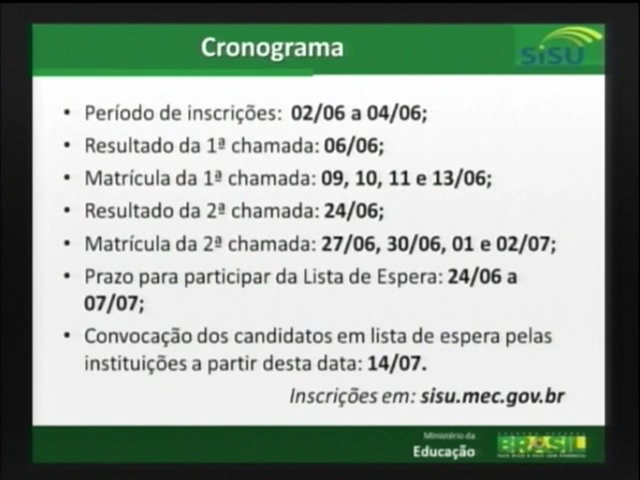 Cronograma
SiSU
• Período de inscrições: 02/06 a 04/06;
• Resultado da 1ª chamada: 06/06;
• Matrícula da 1ª chamada: 09, 10, 11 e 13/06;
• Resultado da 2ª chamada: 24/06;
• Matrícula da 2ª chamada: 27/06, 30/06, 01 e 02/07;
• Prazo para participar da Lista de Espera: 24/06 a
07/07;
• Convocação dos candidatos em lista de espera pelas
instituições a partir desta data: 14/07.
Inscrições em: sisu.mec.gov.br
Ministério da
Educação
BRASIL